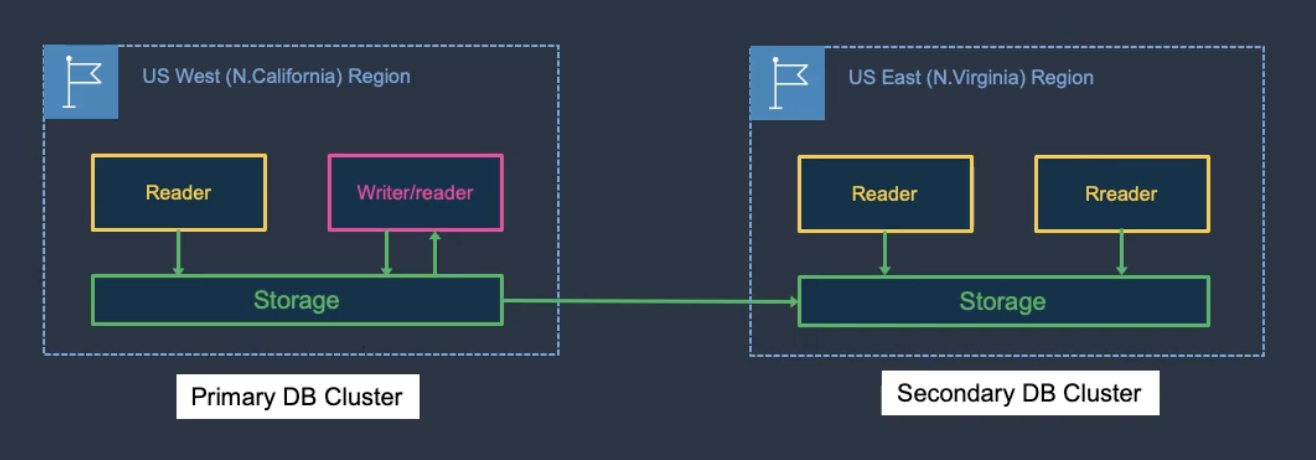 US West (N.California) Region
US East (N.Virginia) Region
Reader
Writer/reader
Reader
Rreader
Storage
Storage
Primary DB Cluster
Secondary DB Cluster